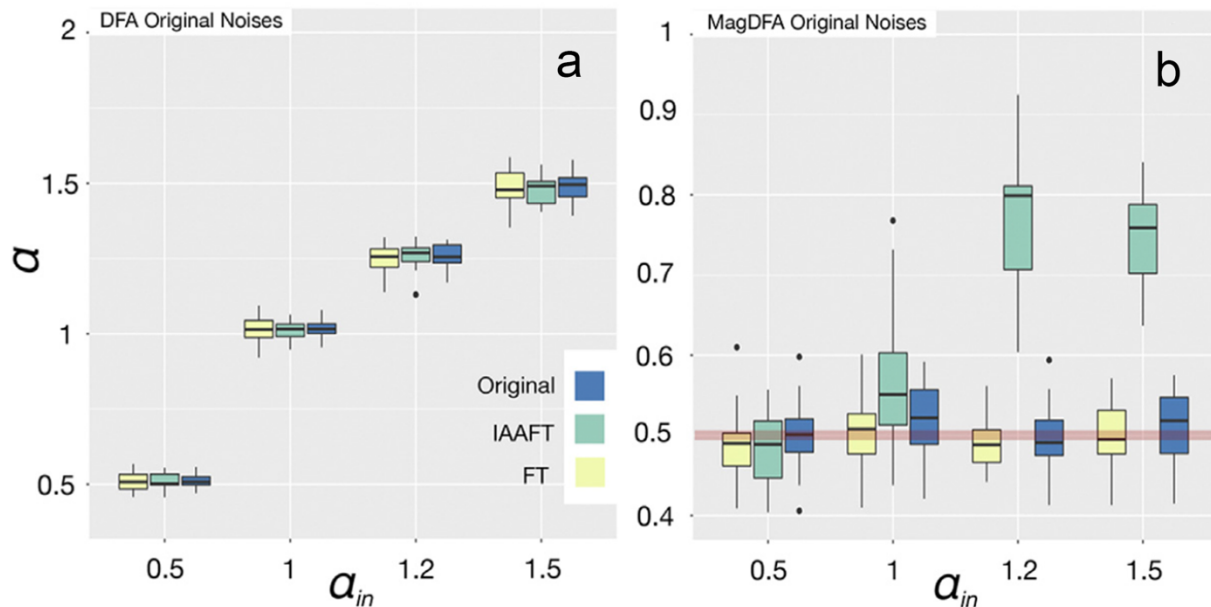 DFA Original Noises
a
2
1.5
1
0.5
α
Original
IAAFT
FT
0.5 1 1.2 1.5
α in
MagDFA Original Noises
b
1
0.9
0.8
0.7
0.6
0.5
0.4
0.5 1 1.2 1.5
α in